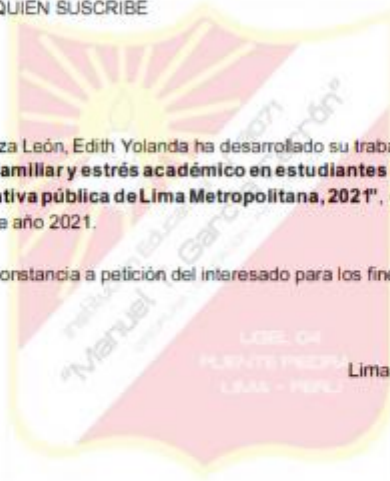 QUIEN SUSCRIBE
za León, Edith Yolanda ha desarrollado su traba
amiliar y estrés académico en estudiantes
tiva pública de Lima Metropolitana, 2021",
e año 2021.
onstancia a petición del interesado para los fine
Lima
UGEL 04
PUENTE PIEDRA
LIMA - PERU
"Manuel García Cerrón"